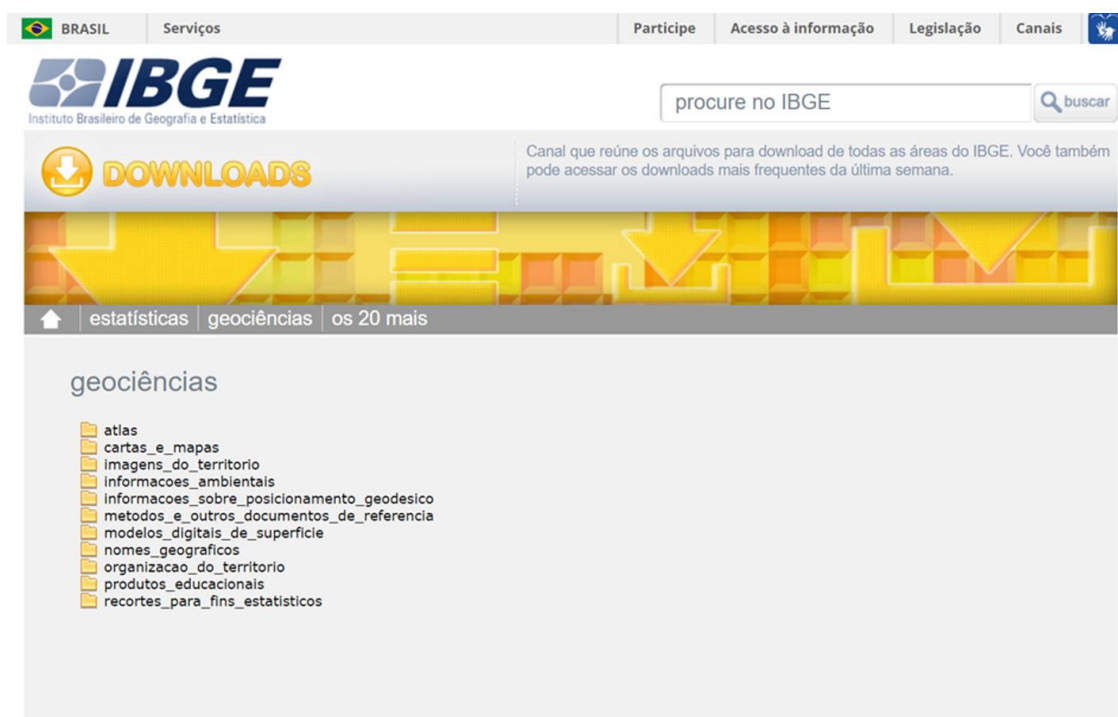 BRASIL Serviços Participe Acesso à informação Legislação Canais
IBGE
Instituto Brasileiro de Geografia e Estatística
procure no IBGE buscar
DOWNLOADS
Canal que reúne os arquivos para download de todas as áreas do IBGE. Você também
pode acessar os downloads mais frequentes da última semana.
estatísticas geociências os 20 mais
geociências
atlas
cartas_e_mapas
imagens_do_territorio
informacoes_ambientais
informacoes_sobre_posicionamento_geodesico
metodos_e_outros_documentos_de_referencia
modelos_digitais_de_superficie
nomes_geograficos
organizacao_do_territorio
produtos_educacionais
recortes_para_fins_estatisticos